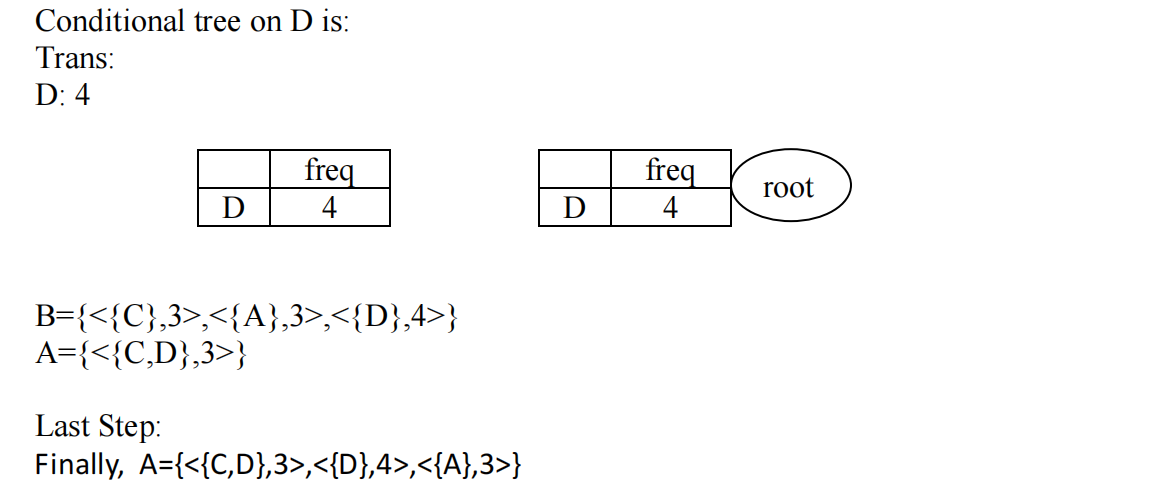 Conditional tree on D is:
Trans:
D: 4
freq
D 4
freq
D 4
root
B={<{C},3>,<{A},3>,<{D},4>}
A={<{C,D},3>}
Last Step:
Finally, A={<{C,D},3>,<{D},4>,<{A},3>}